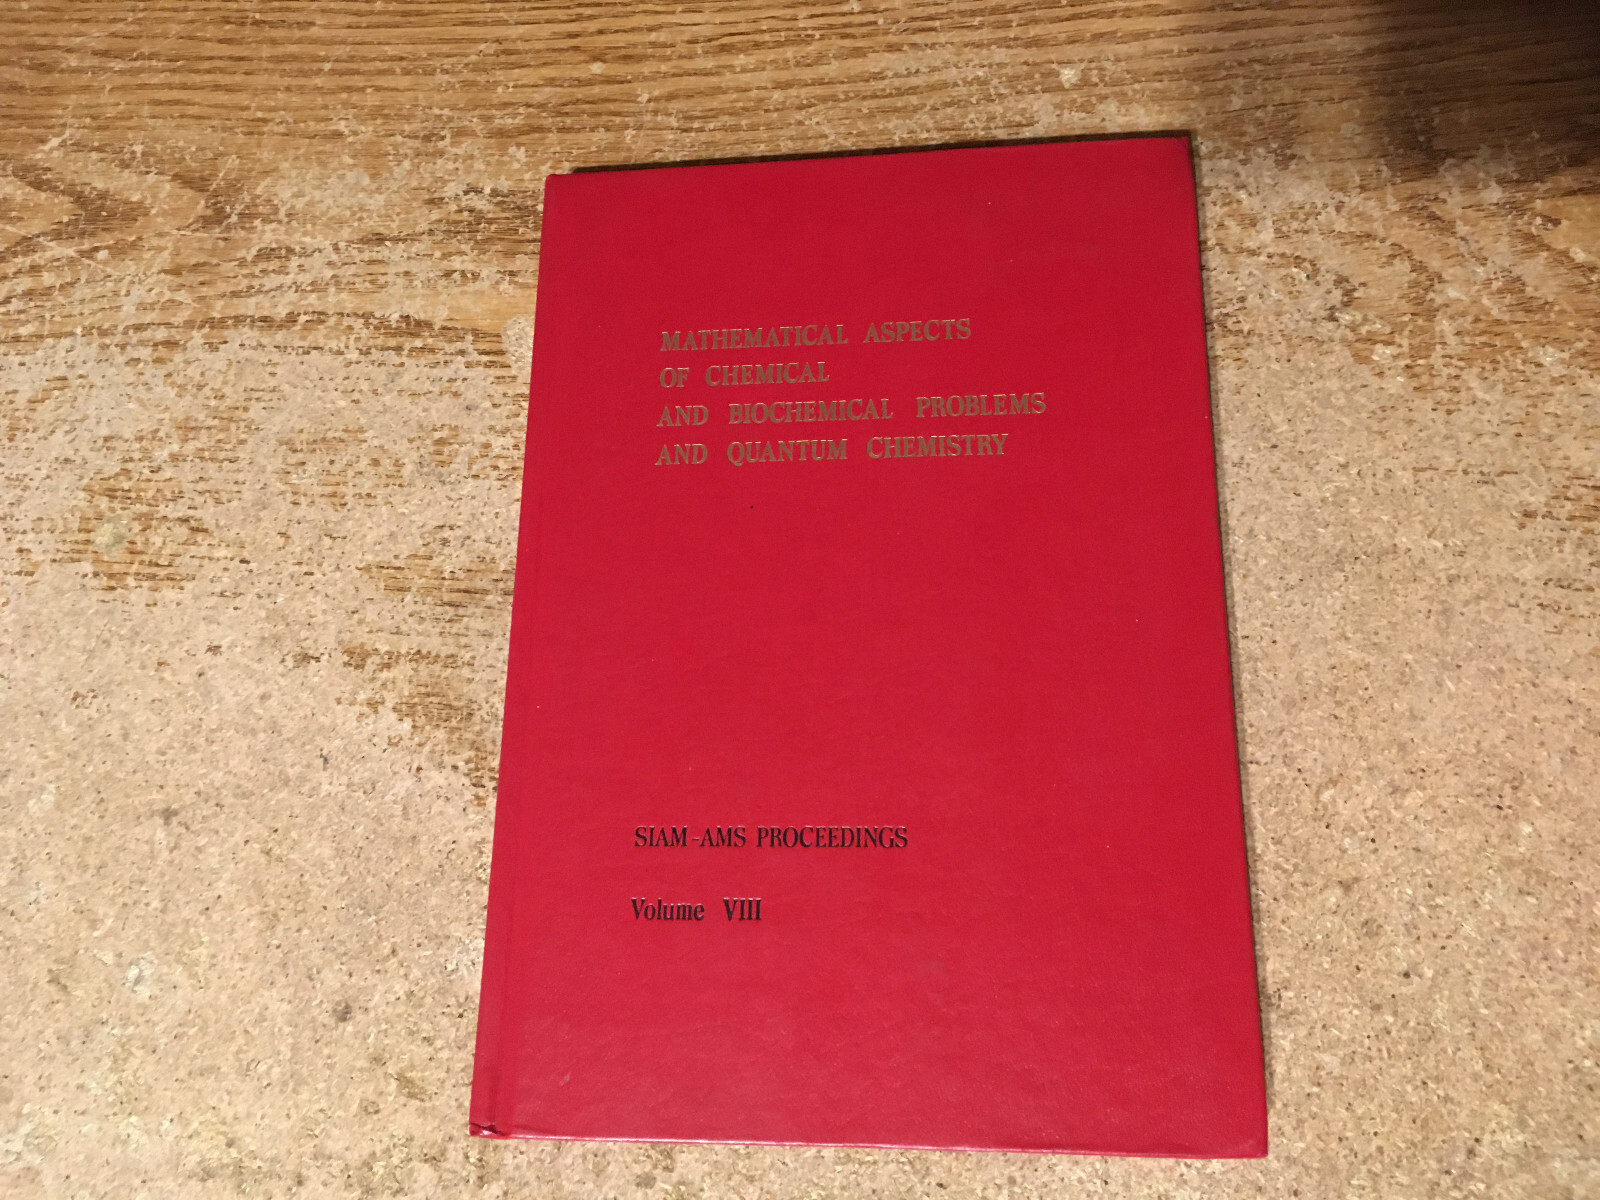 MATHEMATICAL ASPECTS
OF CHEMICAL
AND BIOCHEMICAL PROBLEMS
AND QUANTUM CHEMISTRY
SIAM-AMS PROCEEDINGS
Volume VIII